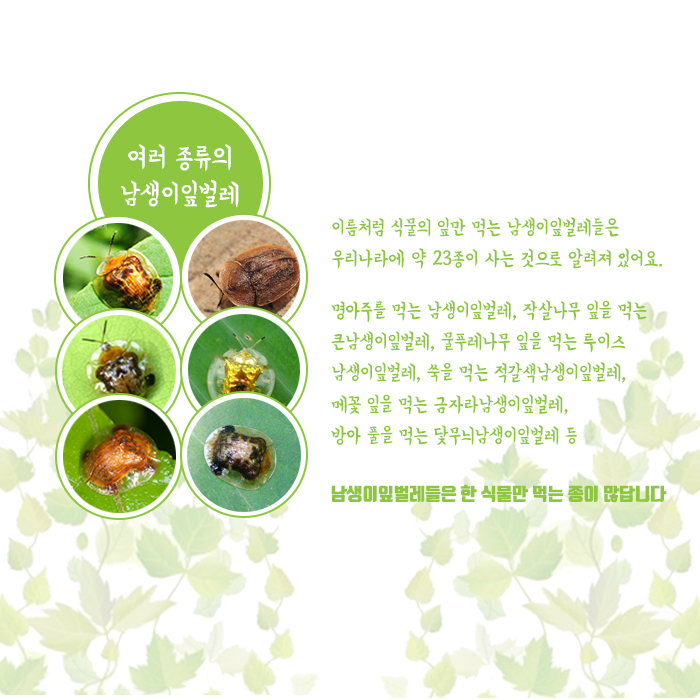 여러 종류의
남생이잎벌레
이름처럼 식물의 잎만 먹는 남생이잎벌레들은
우리나라에 약 23종이 사는 것으로 알려져 있어요.
명아주를 먹는 남생이잎벌레, 작살나무 잎을 먹는
큰남생이잎벌레, 물푸레나무 잎을 먹는 루이스
남생이잎벌레, 쑥을 먹는 적갈색남생이잎벌레,
메꽃 잎을 먹는 금자라남생이잎벌레,
방아 풀을 먹는 닻무늬남생이잎벌레 등
남생이잎벌레들은 한 식물만 먹는 종이 많답니다